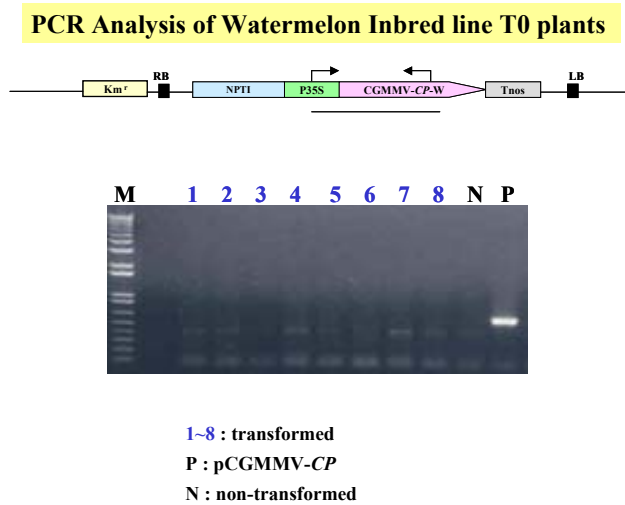 PCR Analysis of Watermelon Inbred line T0 plants
RB LB
Km r NPTI P35S CGMMV-CP-W Tnos
M 1 2 3 4 5 6 7 8 N P
1~8 : transformed
P : pCGMMV-CP
N : non-transformed